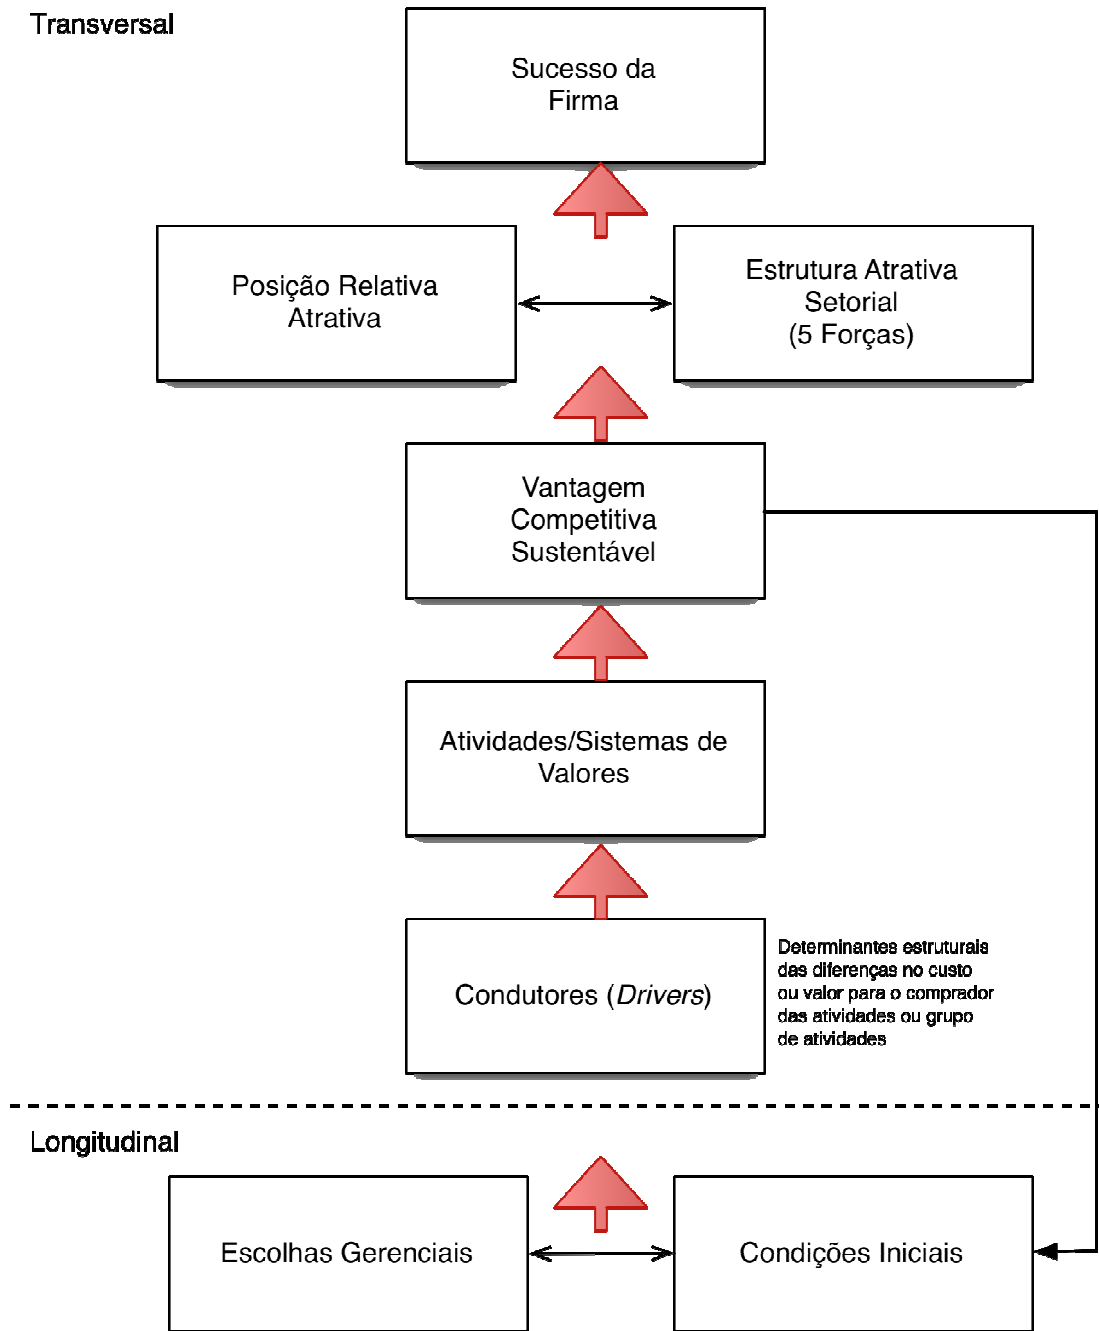 Transversal
Sucesso da
Firma
Posição Relativa
Atrativa
Estrutura Atrativa
Setorial
(5 Forças)
Vantagem
Competitiva
Sustentável
Atividades/Sistemas de
Valores
Condutores (Drivers)
Determinantes estruturais
das diferenças no custo
ou valor para o comprador
das atividades ou grupo
de atividades
Longitudinal
Escolhas Gerenciais
Condições Iniciais